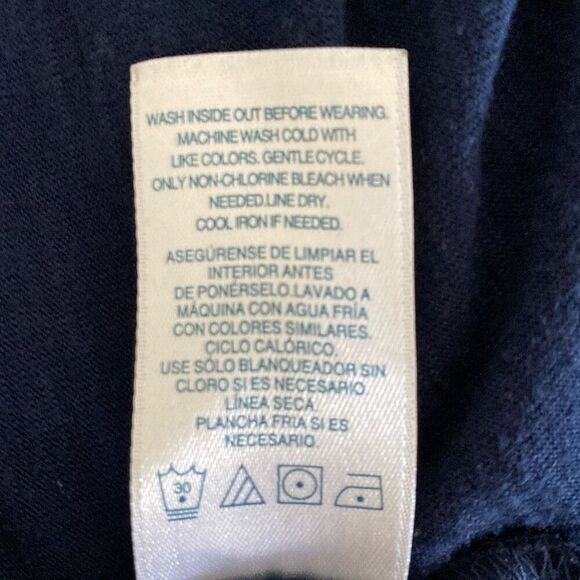 WASH INSIDE OUT BEFORE WEARING.
MACHINE WASH COLD WITH
LIKE COLORS. GENTLE CYCLE.
ONLY NON-CHLORINE BLEACH WHEN
NEEDED.LINE DRY.
COOL IRON IF NEEDED.
ASEGÚRENSE DE LIMPIAR EL
INTERIOR ANTES
DE PONÉRSELO.LAVADO A
MÁQUINA CON AGUA FRÍA
CON COLORES SIMILARES.
CICLO CALÓRICO.
USE SÓLO BLANQUEADOR SIN
CLORO SI ES NECESARIO.
LÍNEA SECA.
PLANCHA FRIA SI ES
NECESARIO.
30